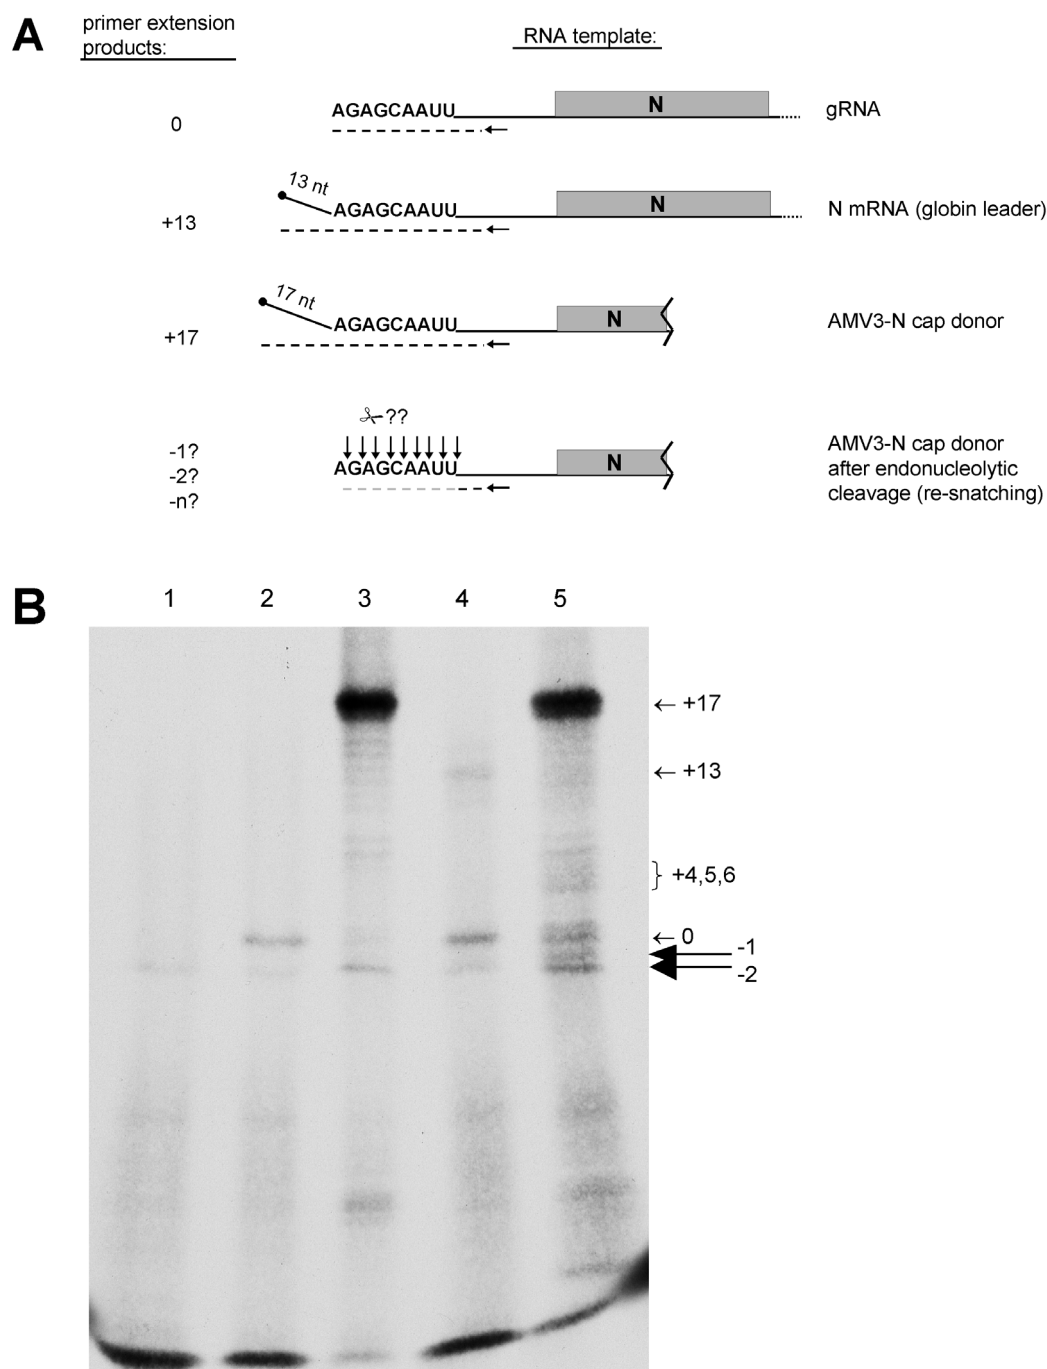 A
primer extension
products:
RNA template:
0
AGAGCAAUU
N
gRNA
+13
13 nt
AGAGCAAUU
N
N mRNA (globin leader)
+17
17 nt
AGAGCAAUU
N
AMV3-N cap donor
??
-1?
-2?
-n?
AGAGCAAUU
N
AMV3-N cap donor
after endonucleolytic
cleavage (re-snatching)
B
1 2 3 4 5
← +17
← +13
} +4,5,6
← 0
-1
-2